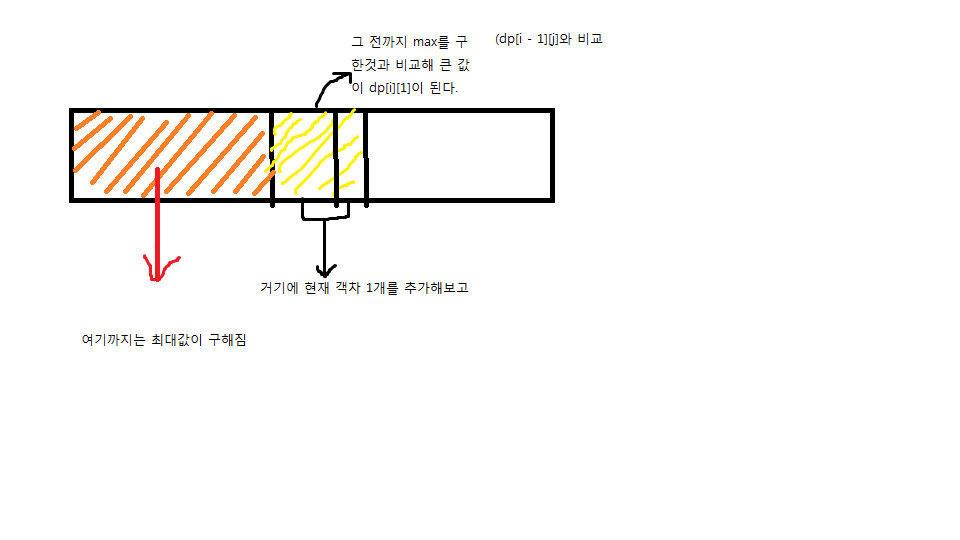 그 전까지 max를 구
한것과 비교해 큰 값
이 dp[i][1]이 된다.
(dp[i - 1][j]와 비교
거기에 현재 객차 1개를 추가해보고
여기까지는 최대값이 구해짐